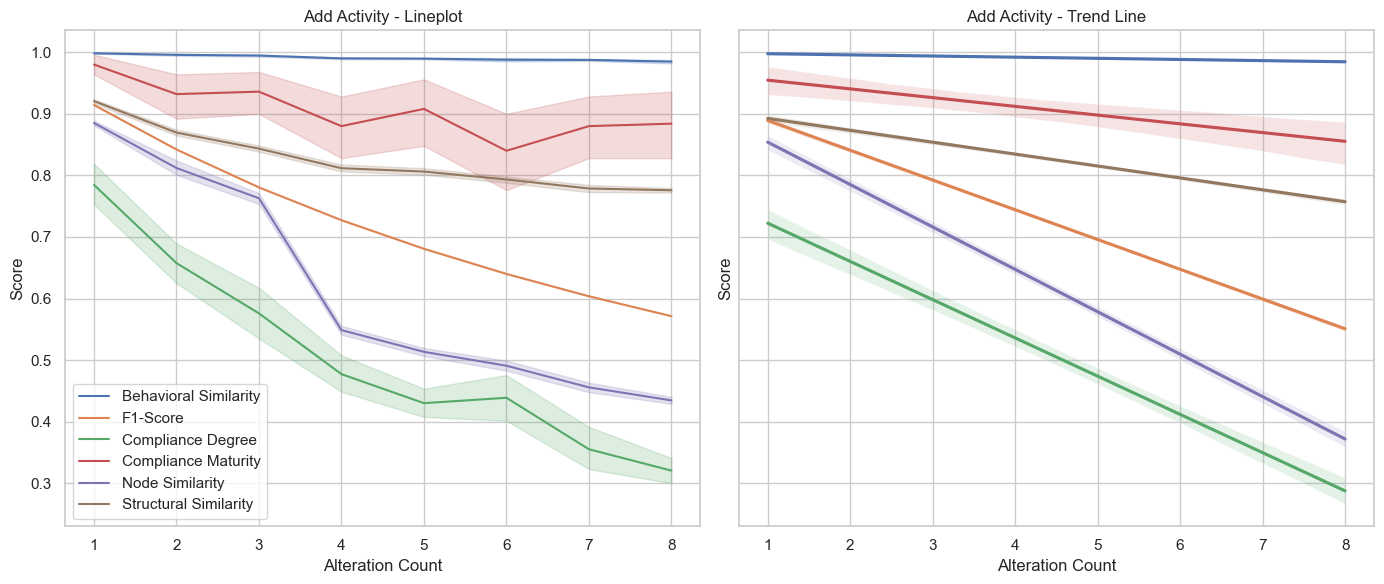 Add Activity - Lineplot
Score
1.0
0.9
0.8
0.7
0.6
0.5
0.4
0.3
Behavioral Similarity
F1-Score
Compliance Degree
Compliance Maturity
Node Similarity
Structural Similarity
1 2 3 4 5 6 7 8
Alteration Count
Add Activity - Trend Line
Score
1 2 3 4 5 6 7 8
Alteration Count